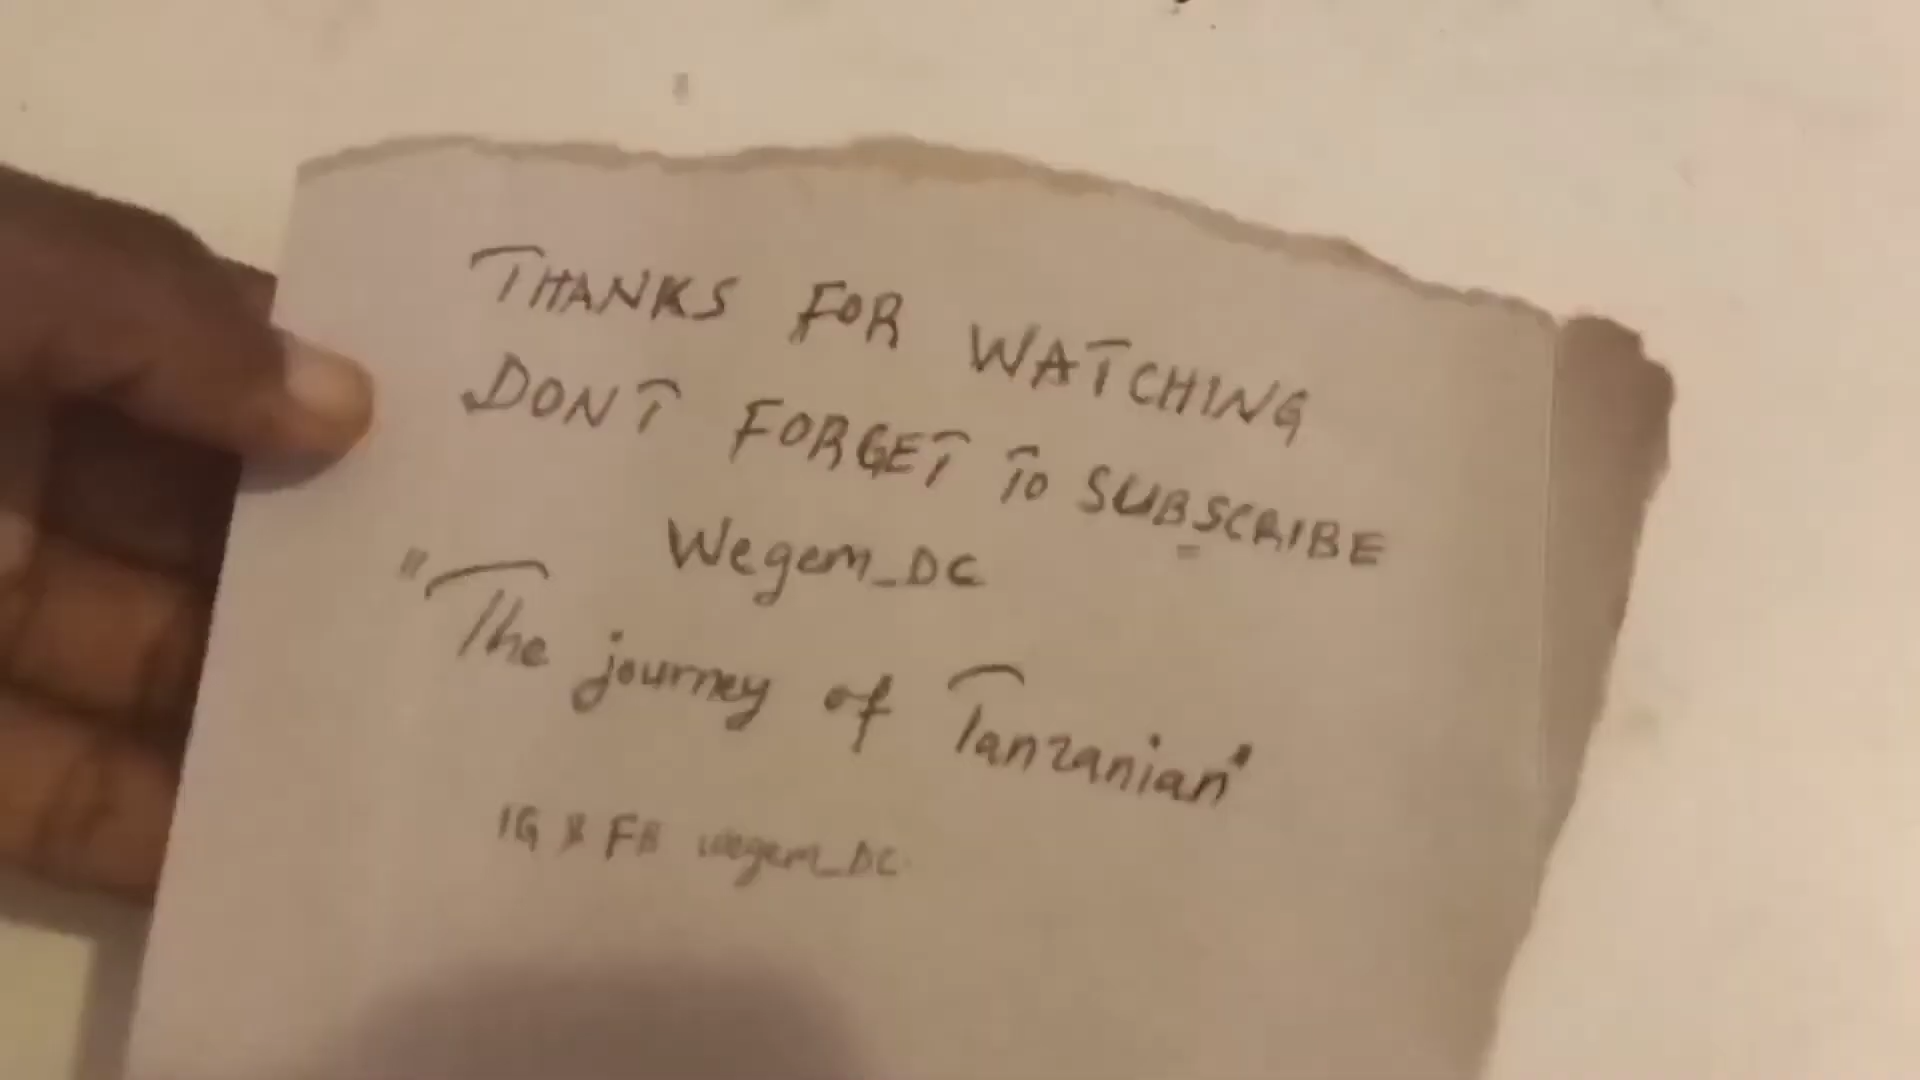 THANKS FOR WATCHING
DONT FORGET TO SUBSCRIBE
Wegem_DC
"The journey of Tanzanian"
IG & FB wegem_DC